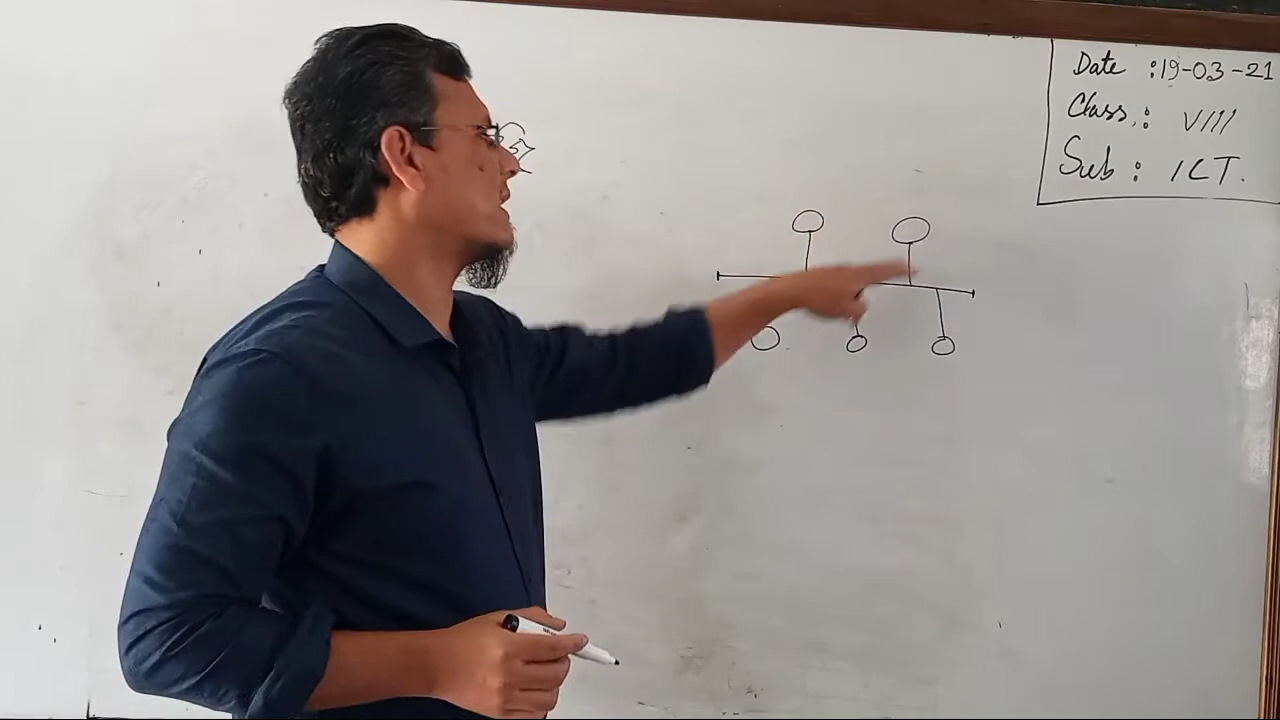 Date : 19-03-21
Class : VIII
Sub : ICT.